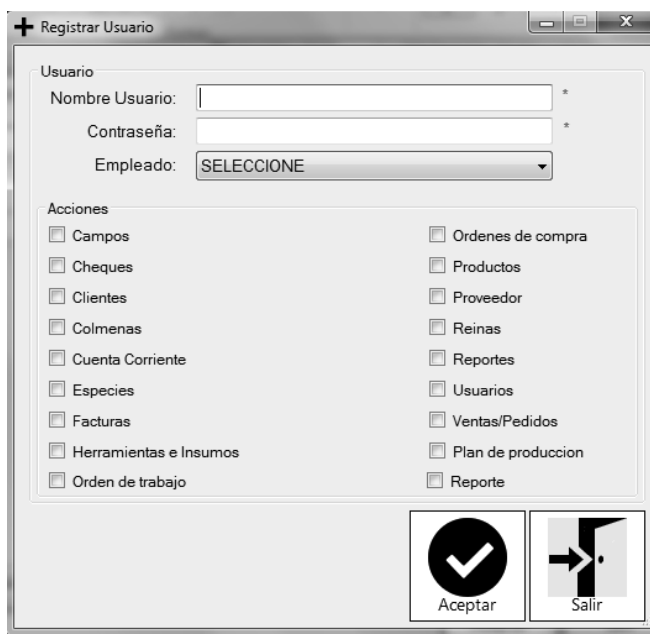 Registrar Usuario
Usuario
Nombre Usuario: *
Contraseña: *
Empleado: SELECCIONE
Acciones
Campos
Cheques
Clientes
Colmenas
Cuenta Corriente
Especies
Facturas
Herramientas e Insumos
Orden de trabajo
Ordenes de compra
Productos
Proveedor
Reinas
Reportes
Usuarios
Ventas/Pedidos
Plan de produccion
Reporte
Aceptar
Salir